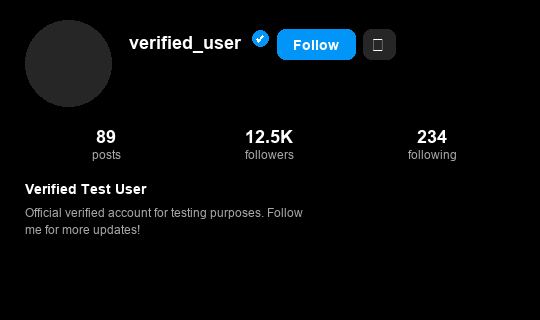 verified_user
Follow
89
posts
12.5K
followers
234
following
Verified Test User
Official verified account for testing purposes. Follow
me for more updates!